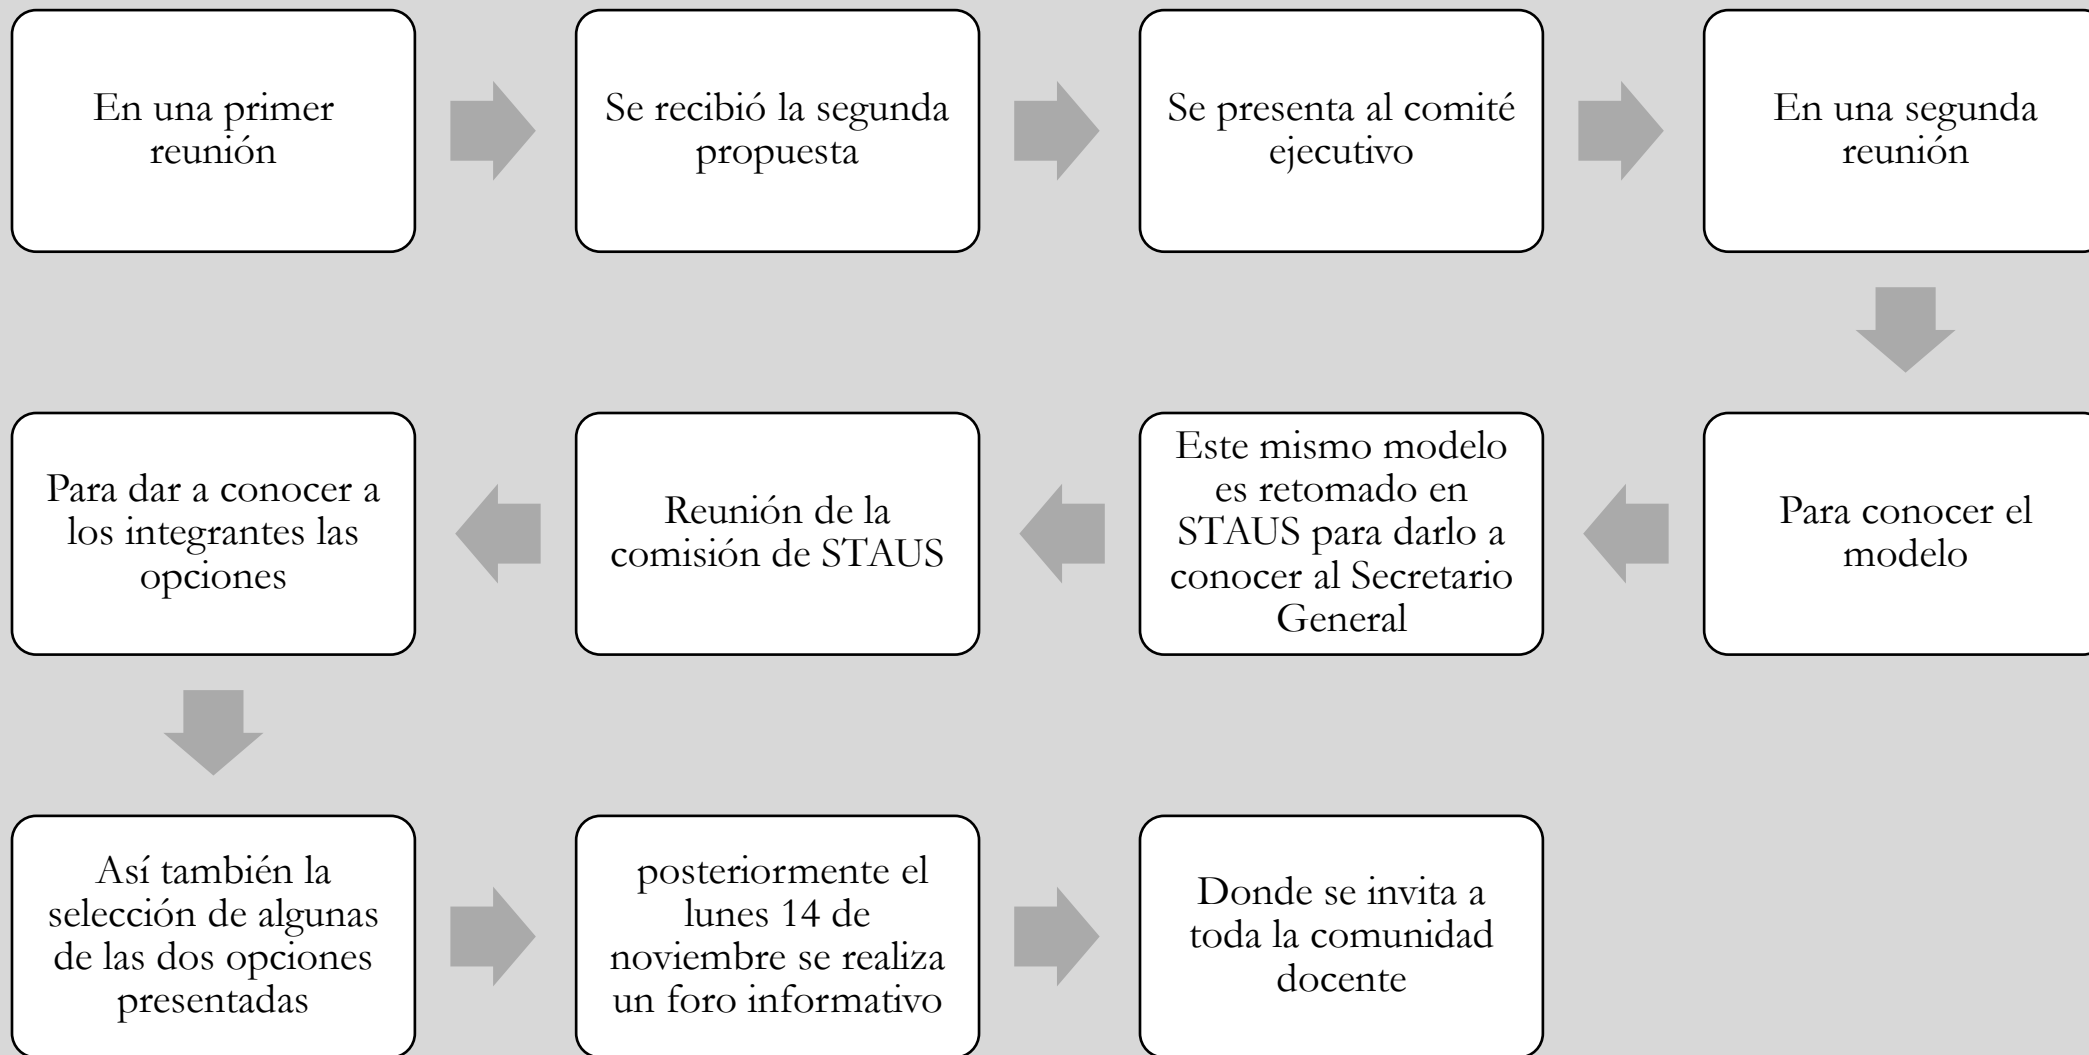 En una primer
reunión
Se recibió la segunda
propuesta
Se presenta al comité
ejecutivo
En una segunda
reunión
Para conocer el
modelo
Este mismo modelo
es retomado en
STAUS para darlo a
conocer al Secretario
General
Reunión de la
comisión de STAUS
Para dar a conocer a
los integrantes las
opciones
Así también la
selección de algunas
de las dos opciones
presentadas
posteriormente el
lunes 14 de
noviembre se realiza
un foro informativo
Donde se invita a
toda la comunidad
docente